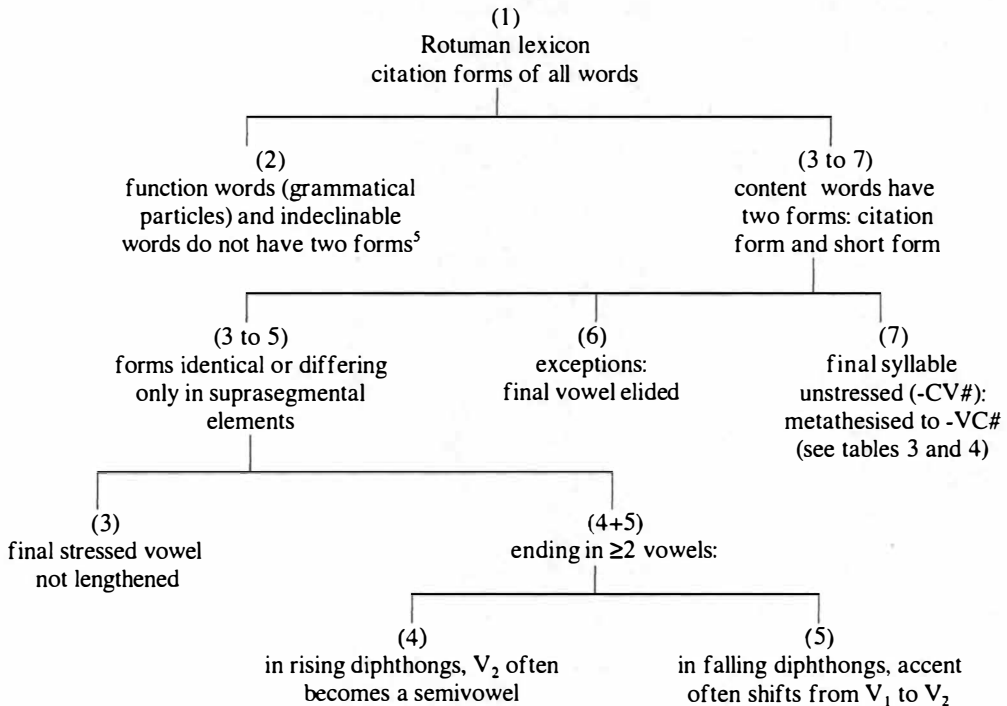 (1)
Rotuman lexicon
citation forms of all words
(2)
function words (grammatical
particles) and indeclinable
words do not have two forms⁵
(3 to 7)
content words have
two forms: citation
form and short form
(3 to 5)
forms identical or differing
only in suprasegmental
elements
(6)
exceptions:
final vowel elided
(7)
final syllable
unstressed (-CV#):
metathesised to -VC#
(see tables 3 and 4)
(3)
final stressed vowel
not lengthened
(4+5)
ending in ≥2 vowels:
(4)
in rising diphthongs, V₂ often
becomes a semivowel
(5)
in falling diphthongs, accent
often shifts from V₁ to V₂